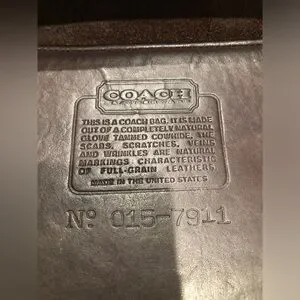 COACH
THIS IS A COACH BAG. IT IS MADE
OUT OF A COMPLETELY NATURAL
GLOVE TANNED COWHIDE. THE
SCARS, SCRATCHES, VEINS
AND WRINKLES ARE NATURAL
MARKINGS CHARACTERISTIC
OF FULL-GRAIN LEATHERS.
MADE IN THE UNITED STATES
Nº 015-7911